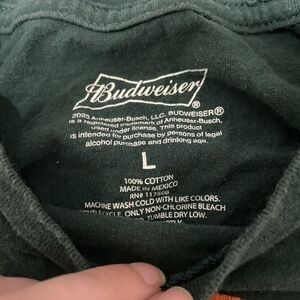 Budweiser®
2023 Anheuser-Busch, LLC. BUDWEISER®
is a registered trademark of Anheuser-Busch,
used under license. This product
is intended for purchase by persons of legal
alcohol purchase and drinking age.
L
100% COTTON
MADE IN MEXICO
RN# 117308
MACHINE WASH COLD WITH LIKE COLORS.
CYCLE. ONLY NON-CHLORINE BLEACH
TUMBLE DRY LOW.